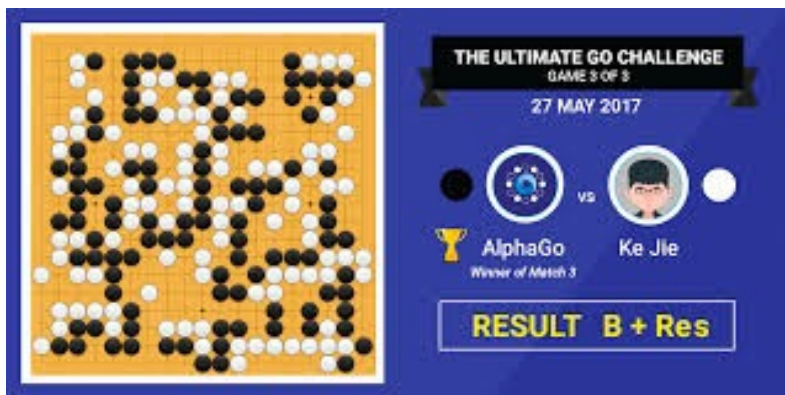 THE ULTIMATE GO CHALLENGE
GAME 3 OF 3
27 MAY 2017
vs
AlphaGo
Winner of Match 3
Ke Jie
RESULT B + Res